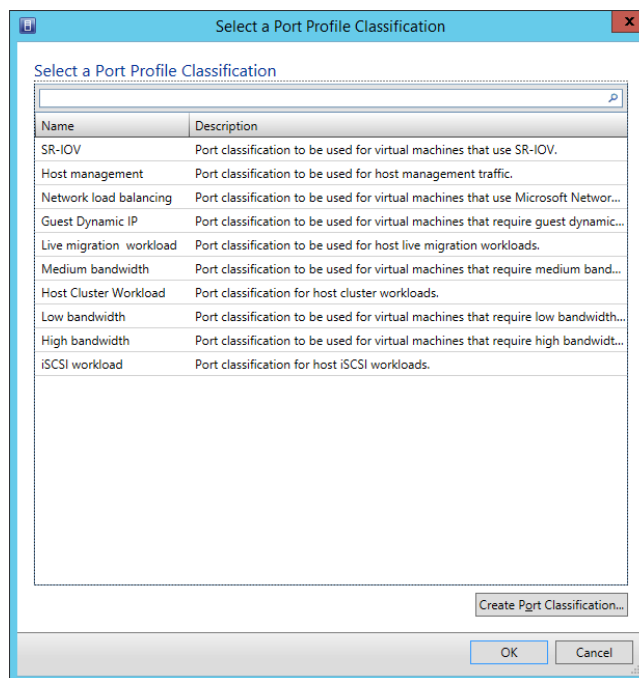 Select a Port Profile Classification
x
Select a Port Profile Classification
Name Description
SR-IOV Port classification to be used for virtual machines that use SR-IOV.
Host management Port classification to be used for host management traffic.
Network load balancing Port classification to be used for virtual machines that use Microsoft Networ...
Guest Dynamic IP Port classification to be used for virtual machines that require guest dynamic...
Live migration workload Port classification to be used for host live migration workloads.
Medium bandwidth Port classification to be used for virtual machines that require medium band...
Host Cluster Workload Port classification for host cluster workloads.
Low bandwidth Port classification to be used for virtual machines that require low bandwidth...
High bandwidth Port classification to be used for virtual machines that require high bandwidt...
iSCSI workload Port classification for host iSCSI workloads.
Create Port Classification...
OK Cancel